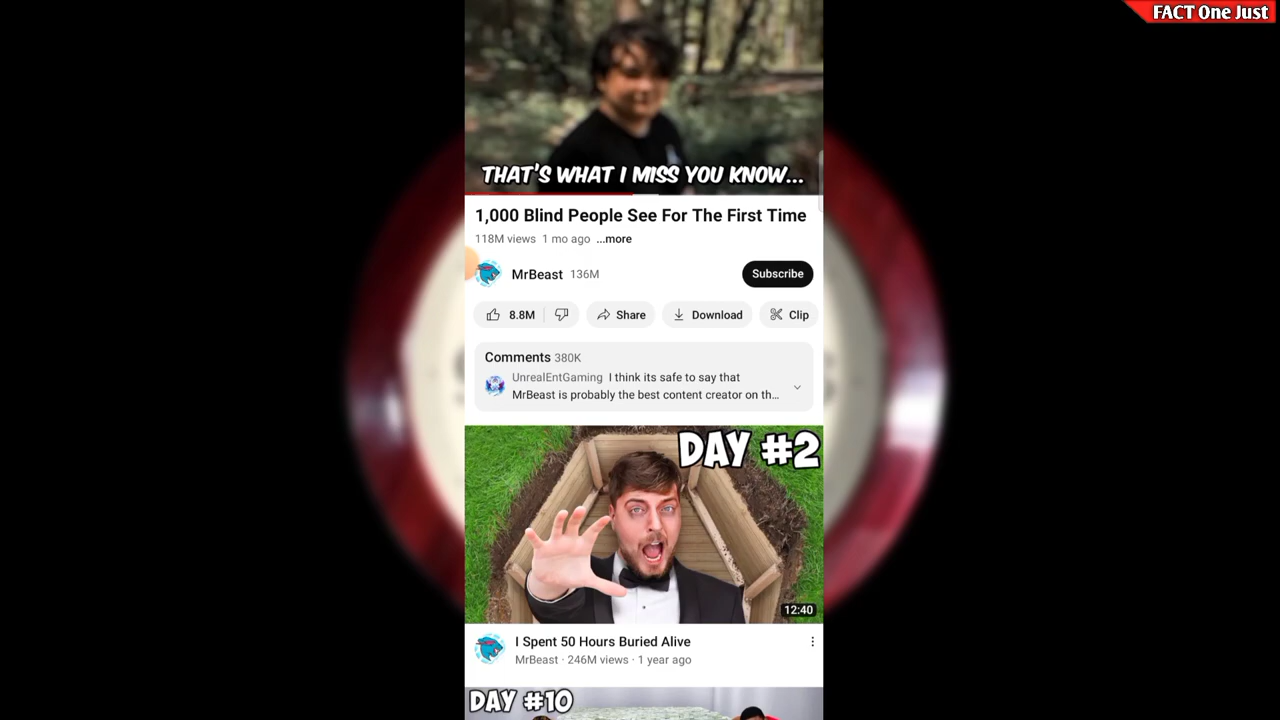 FACT One Just
THAT'S WHAT I MISS YOU KNOW...
1,000 Blind People See For The First Time
118M views 1 mo ago ...more
MrBeast 136M
Subscribe
8.8M
Share
Download
Clip
Comments 380K
UnrealEntGaming I think its safe to say that
MrBeast is probably the best content creator on th...
DAY #2
12:40
I Spent 50 Hours Buried Alive
MrBeast · 246M views · 1 year ago
DAY #10